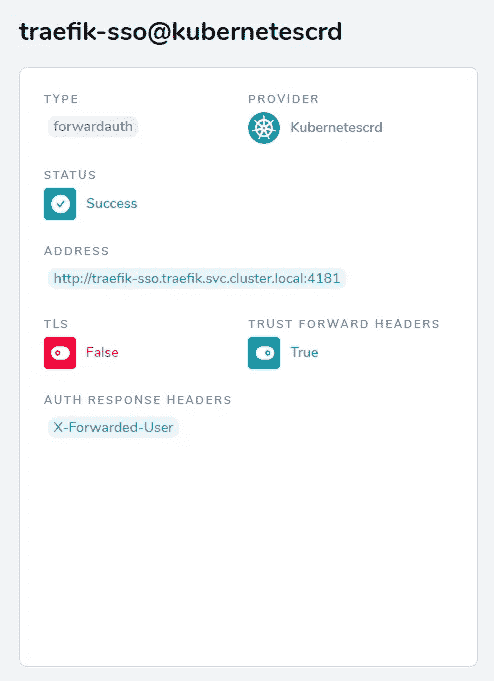 traefik-sso@kubernetescrd
TYPE
PROVIDER
forwardauth
Kubernetescrd
STATUS
Success
ADDRESS
http://traefik-sso.traefik.svc.cluster.local:4181
TLS
TRUST FORWARD HEADERS
False
True
AUTH RESPONSE HEADERS
X-Forwarded-User